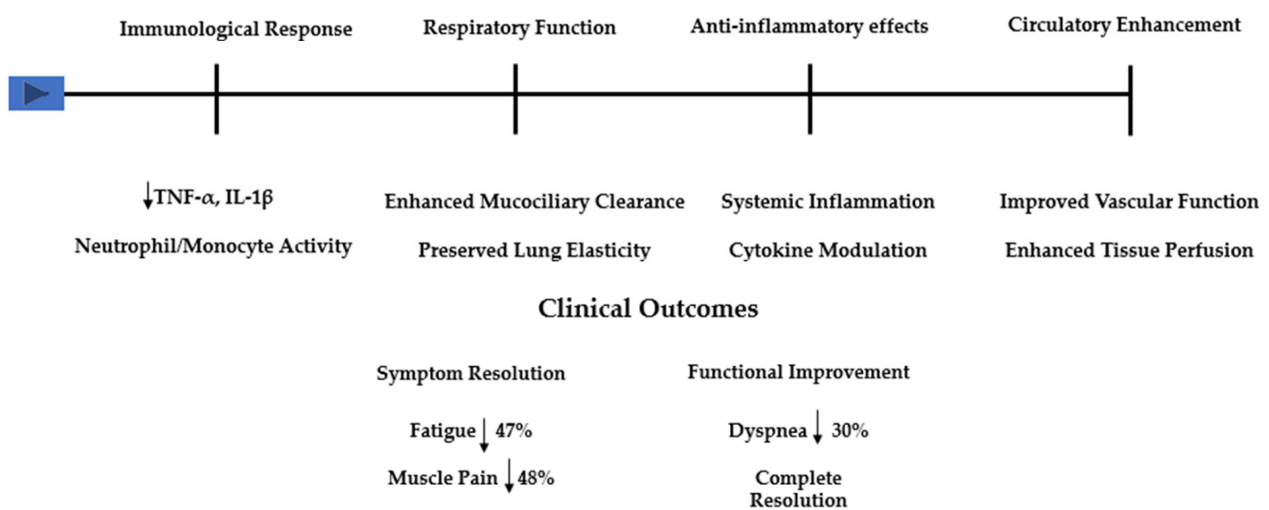 Immunological Response
Respiratory Function
Anti-inflammatory effects
Circulatory Enhancement
↓TNF-α, IL-1β
Neutrophil/Monocyte Activity
Enhanced Mucociliary Clearance
Preserved Lung Elasticity
Systemic Inflammation
Cytokine Modulation
Improved Vascular Function
Enhanced Tissue Perfusion
Clinical Outcomes
Symptom Resolution
Fatigue ↓ 47%
Muscle Pain ↓ 48%
Functional Improvement
Dyspnea ↓ 30%
Complete
Resolution